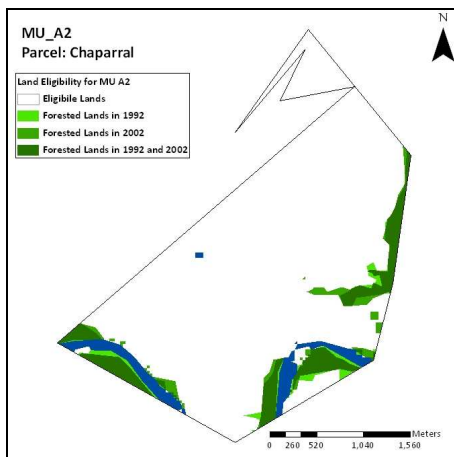 MU_A2
Parcel: Chaparral
N
Land Eligibility for MU A2
Eligibile Lands
Forested Lands in 1992
Forested Lands in 2002
Forested Lands in 1992 and 2002
Meters
0 260 520 1,040 1,560